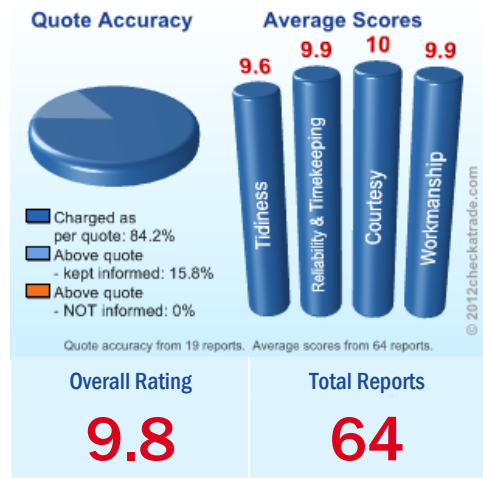 Quote Accuracy
Average Scores
9.6
9.9
10
9.9
Tidiness
Reliability & Timekeeping
Courtesy
Workmanship
Charged as
per quote: 84.2%
Above quote
- kept informed: 15.8%
Above quote
- NOT informed: 0%
© 2012checkatrade.com
Quote accuracy from 19 reports. Average scores from 64 reports.
Overall Rating
9.8
Total Reports
64